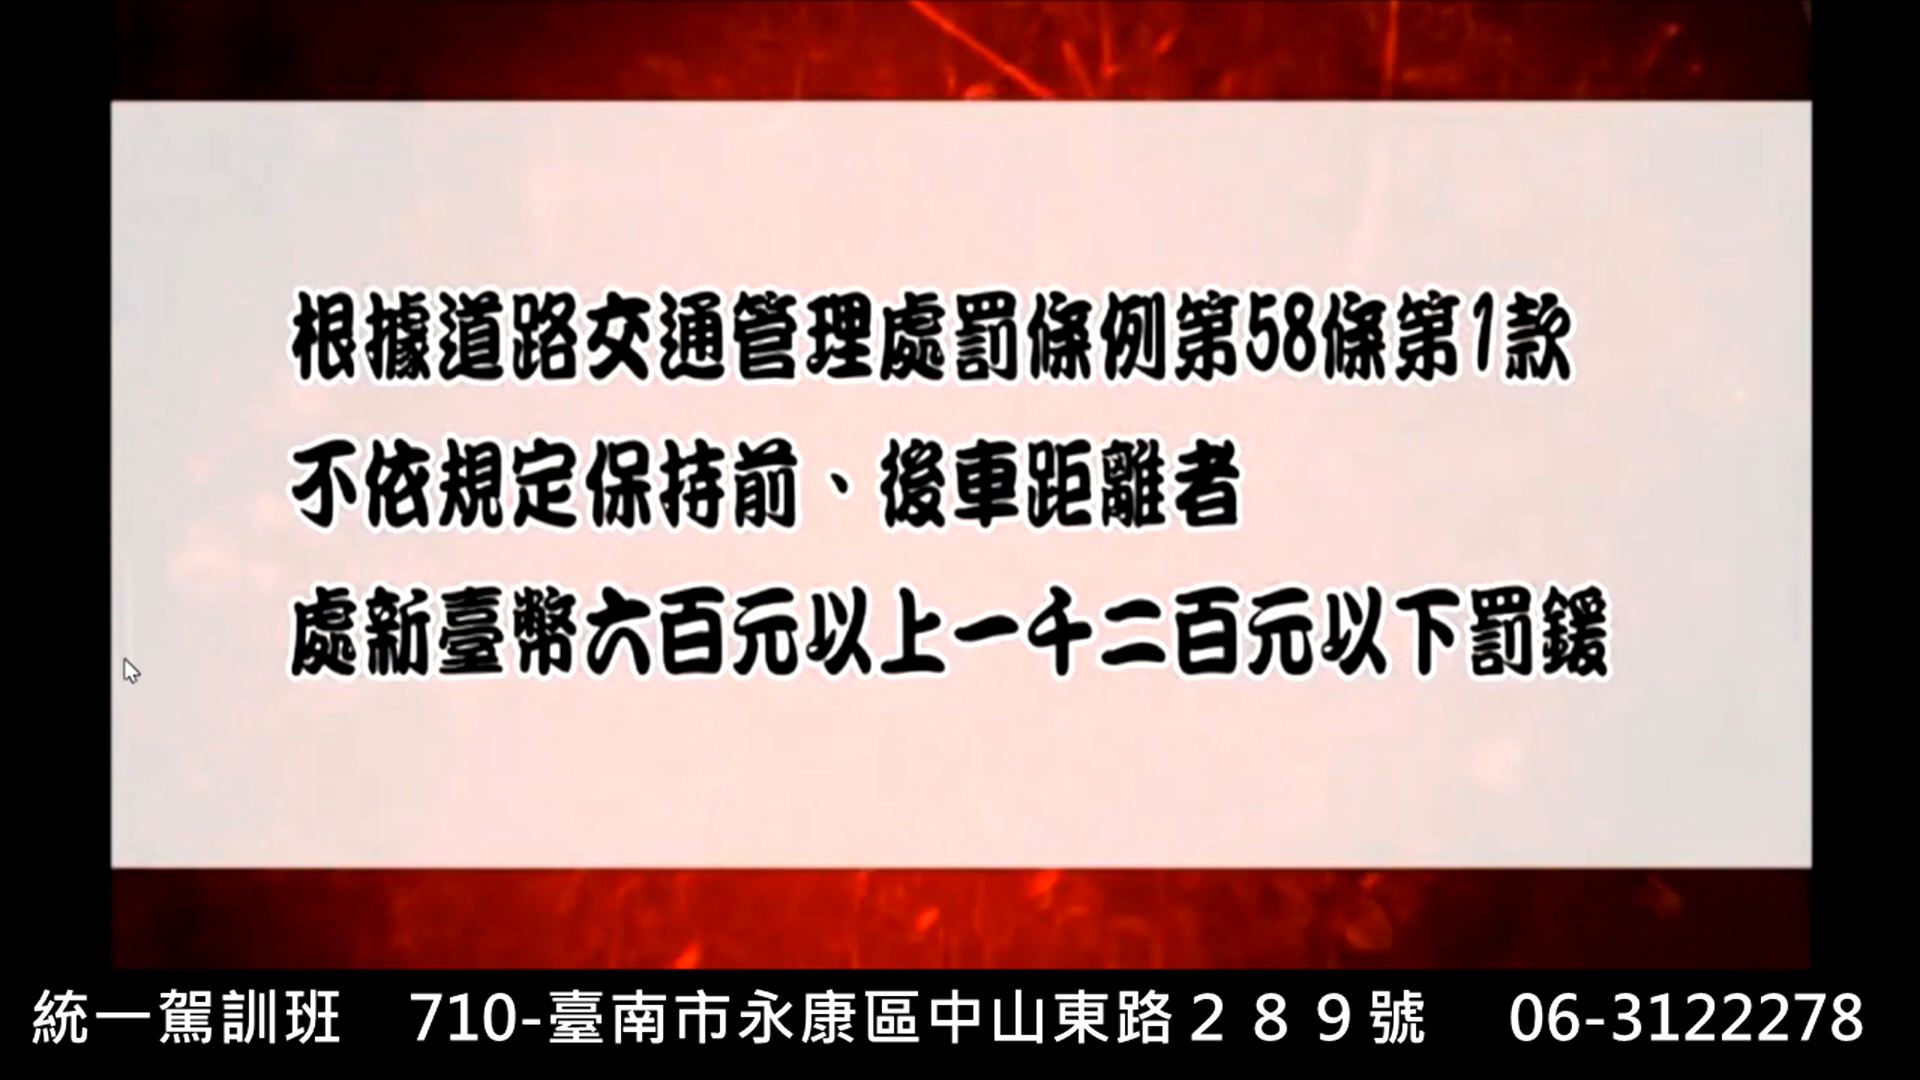 根據道路交通管理處罰條例第58條第1款
不依規定保持前、後車距離者
處新臺幣六百元以上一千二百元以下罰鍰
統一駕訓班　710-臺南市永康區中山東路２８９號　06-3122278